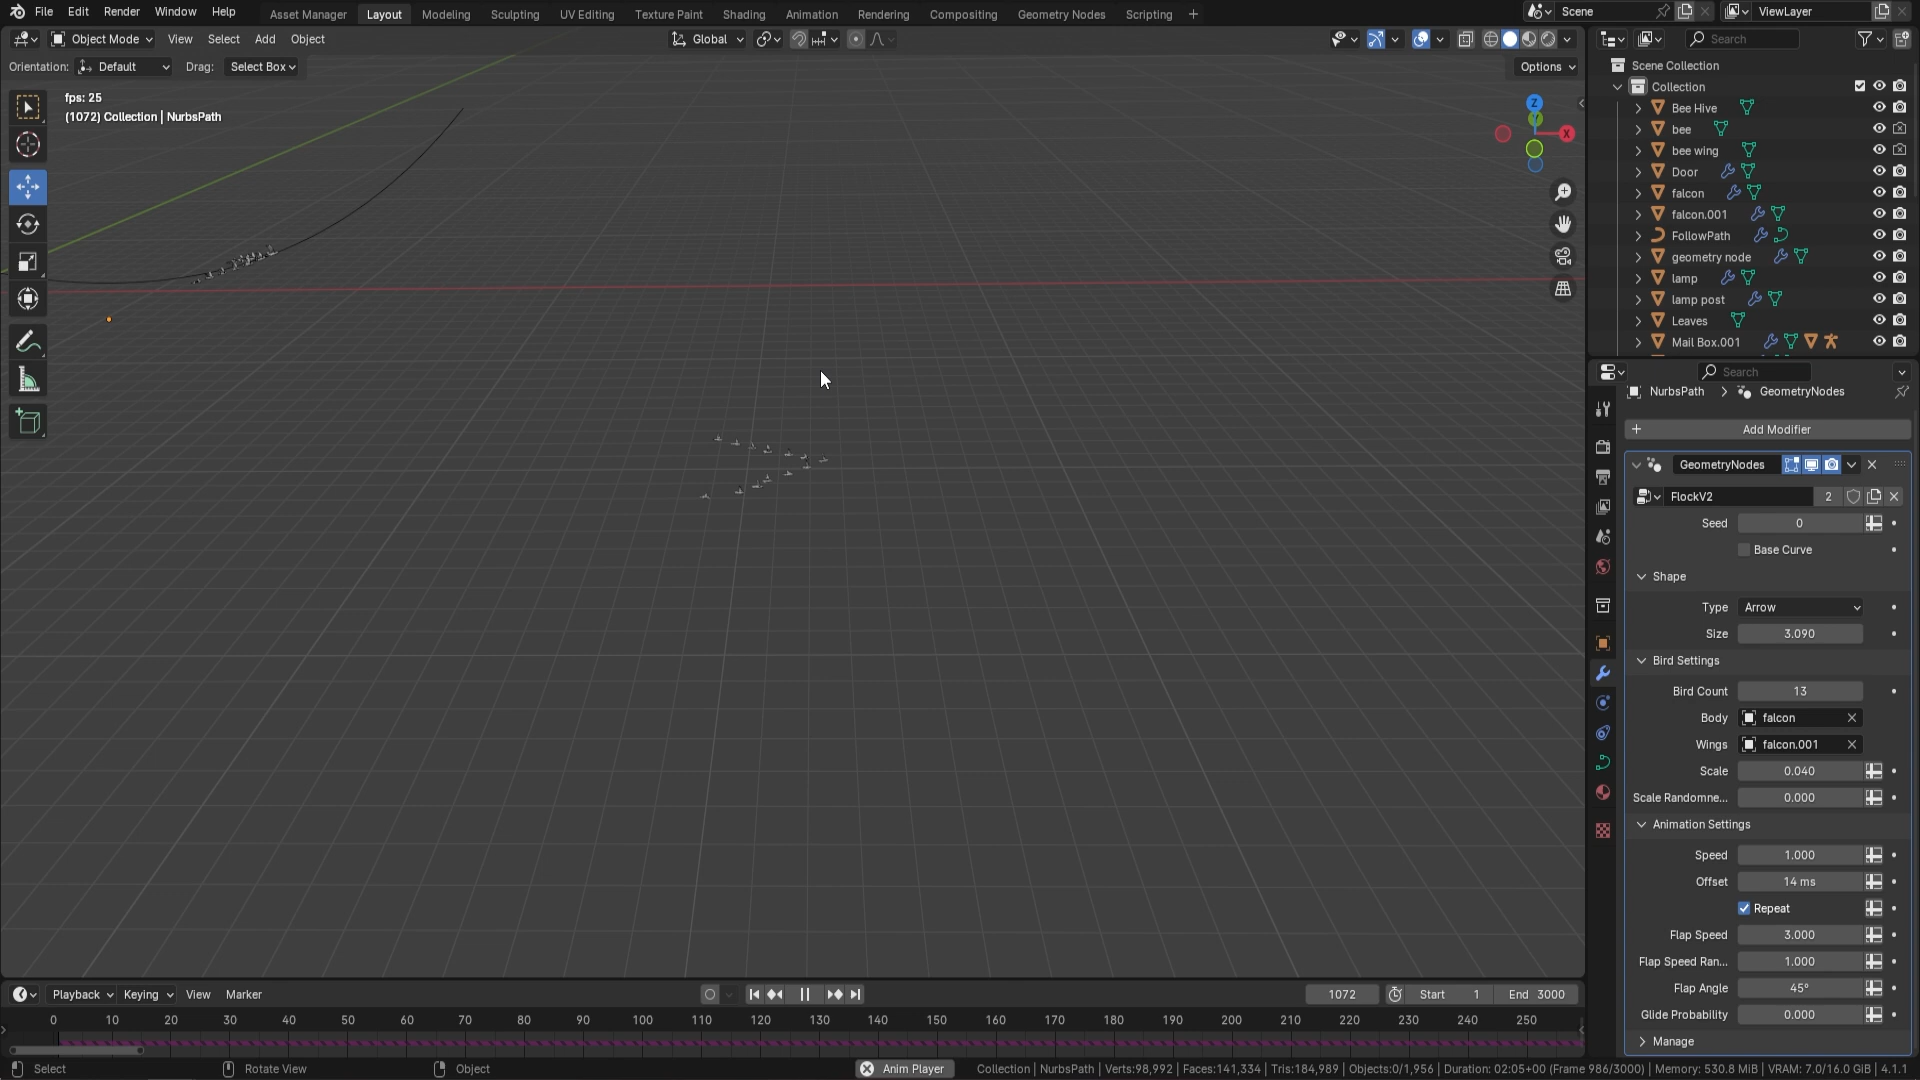 File Edit Render Window Help Asset Manager Layout Modeling Sculpting UV Editing Texture Paint Shading Animation Rendering Compositing Geometry Nodes Scripting + Scene ViewLayer
Object Mode View Select Add Object Global Search
Orientation: Default Drag: Select Box Options
Scene Collection
Collection
fps: 25
(1072) Collection | NurbsPath
Z
X
Bee Hive
bee
bee wing
Door
falcon
falcon.001
FollowPath
geometry node
lamp
lamp post
Leaves
Mail Box.001
Search
NurbsPath > GeometryNodes
+ Add Modifier
GeometryNodes
FlockV2 2
Seed 0
Base Curve
Shape
Type Arrow
Size 3.090
Bird Settings
Bird Count 13
Body falcon
Wings falcon.001
Scale 0.040
Scale Randomne... 0.000
Animation Settings
Speed 1.000
Offset 14 ms
Repeat
Flap Speed 3.000
Flap Speed Ran... 1.000
Flap Angle 45°
Glide Probability 0.000
Manage
Playback Keying View Marker 1072 Start 1 End 3000
0 10 20 30 40 50 60 70 80 90 100 110 120 130 140 150 160 170 180 190 200 210 220 230 240 250
Select Rotate View Object Anim Player Collection | NurbsPath | Verts:98,992 | Faces:141,334 | Tris:184,989 | Objects:0/1,956 | Duration: 02:05+00 (Frame 986/3000) | Memory: 530.8 MiB | VRAM: 7.0/16.0 GiB | 4.1.1